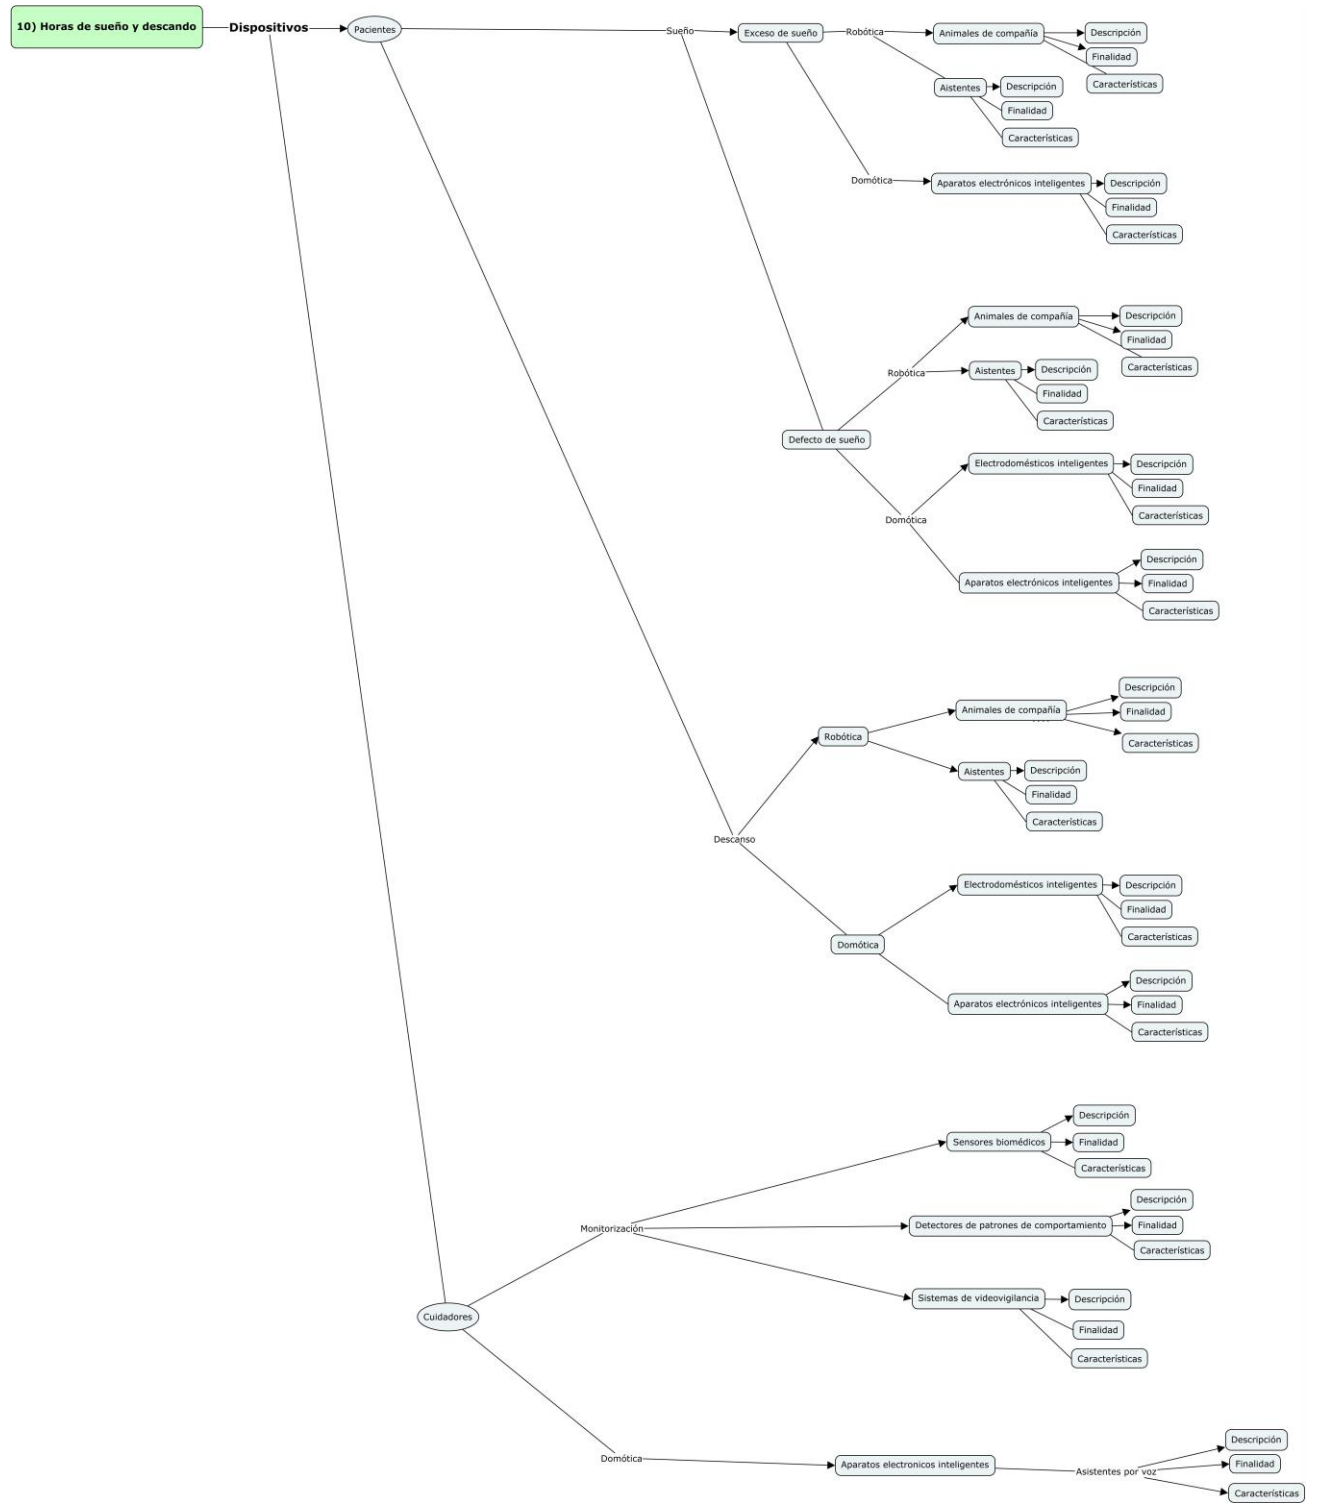 10) Horas de sueño y descando
Dispositivos
Pacientes
Sueño
Exceso de sueño
Robótica
Animales de compañía
Descripción
Finalidad
Características
Aistentes
Descripción
Finalidad
Características
Domótica
Aparatos electrónicos inteligentes
Descripción
Finalidad
Características
Defecto de sueño
Robótica
Animales de compañía
Descripción
Finalidad
Características
Aistentes
Descripción
Finalidad
Características
Domótica
Electrodomésticos inteligentes
Descripción
Finalidad
Características
Aparatos electrónicos inteligentes
Descripción
Finalidad
Características
Descanso
Robótica
Animales de compañía
Descripción
Finalidad
Características
Aistentes
Descripción
Finalidad
Características
Domótica
Electrodomésticos inteligentes
Descripción
Finalidad
Características
Aparatos electrónicos inteligentes
Descripción
Finalidad
Características
Cuidadores
Monitorización
Sensores biomédicos
Descripción
Finalidad
Características
Detectores de patrones de comportamiento
Descripción
Finalidad
Características
Sistemas de videovigilancia
Descripción
Finalidad
Características
Domótica
Aparatos electronicos inteligentes
Asistentes por voz
Descripción
Finalidad
Características